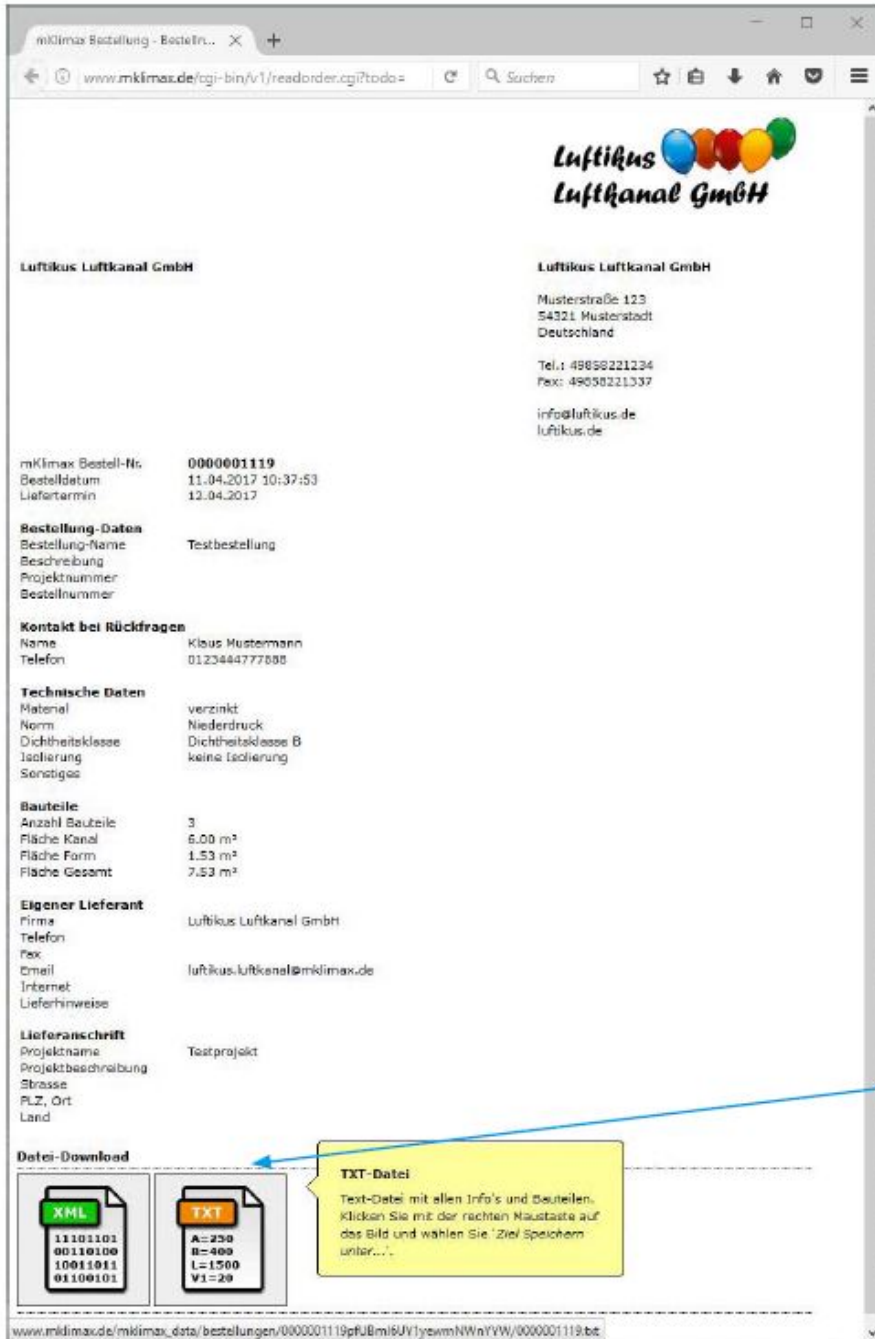 mKlimax Bestellung - Bestelln...
www.mklimax.de/cgi-bin/v1/readorder.cgi?todo=
Suchen
Luftikus
Luftkanal GmbH
Luftikus Luftkanal GmbH
Luftikus Luftkanal GmbH
Musterstraße 123
54321 Musterstadt
Deutschland
Tel.: 49858221234
Fax: 49858221337
info@luftikus.de
luftikus.de
mKlimax Bestell-Nr. 0000001119
Bestelldatum 11.04.2017 10:37:53
Liefertermin 12.04.2017
Bestellung-Daten
Bestellung-Name Testbestellung
Beschreibung
Projektnummer
Bestellnummer
Kontakt bei Rückfragen
Name Klaus Mustermann
Telefon 0123444777888
Technische Daten
Material verzinkt
Norm Niederdruck
Dichtheitsklasse Dichtheitsklasse B
Isolierung keine Isolierung
Sonstiges
Bauteile
Anzahl Bauteile 3
Fläche Kanal 6.00 m²
Fläche Form 1.53 m²
Fläche Gesamt 7.53 m²
Eigener Lieferant
Firma Luftikus Luftkanal GmbH
Telefon
Fax
Email luftikus.luftkanal@mklimax.de
Internet
Lieferhinweise
Lieferanschrift
Projektname Testprojekt
Projektbeschreibung
Strasse
PLZ, Ort
Land
Datei-Download
XML
11101101
00110100
10011011
01100101
TXT
A=250
B=400
L=1500
V1=20
TXT-Datei
Text-Datei mit allen Info's und Bauteilen.
Klicken Sie mit der rechten Maustaste auf
das Bild und wählen Sie 'Ziel Speichern
unter...'.